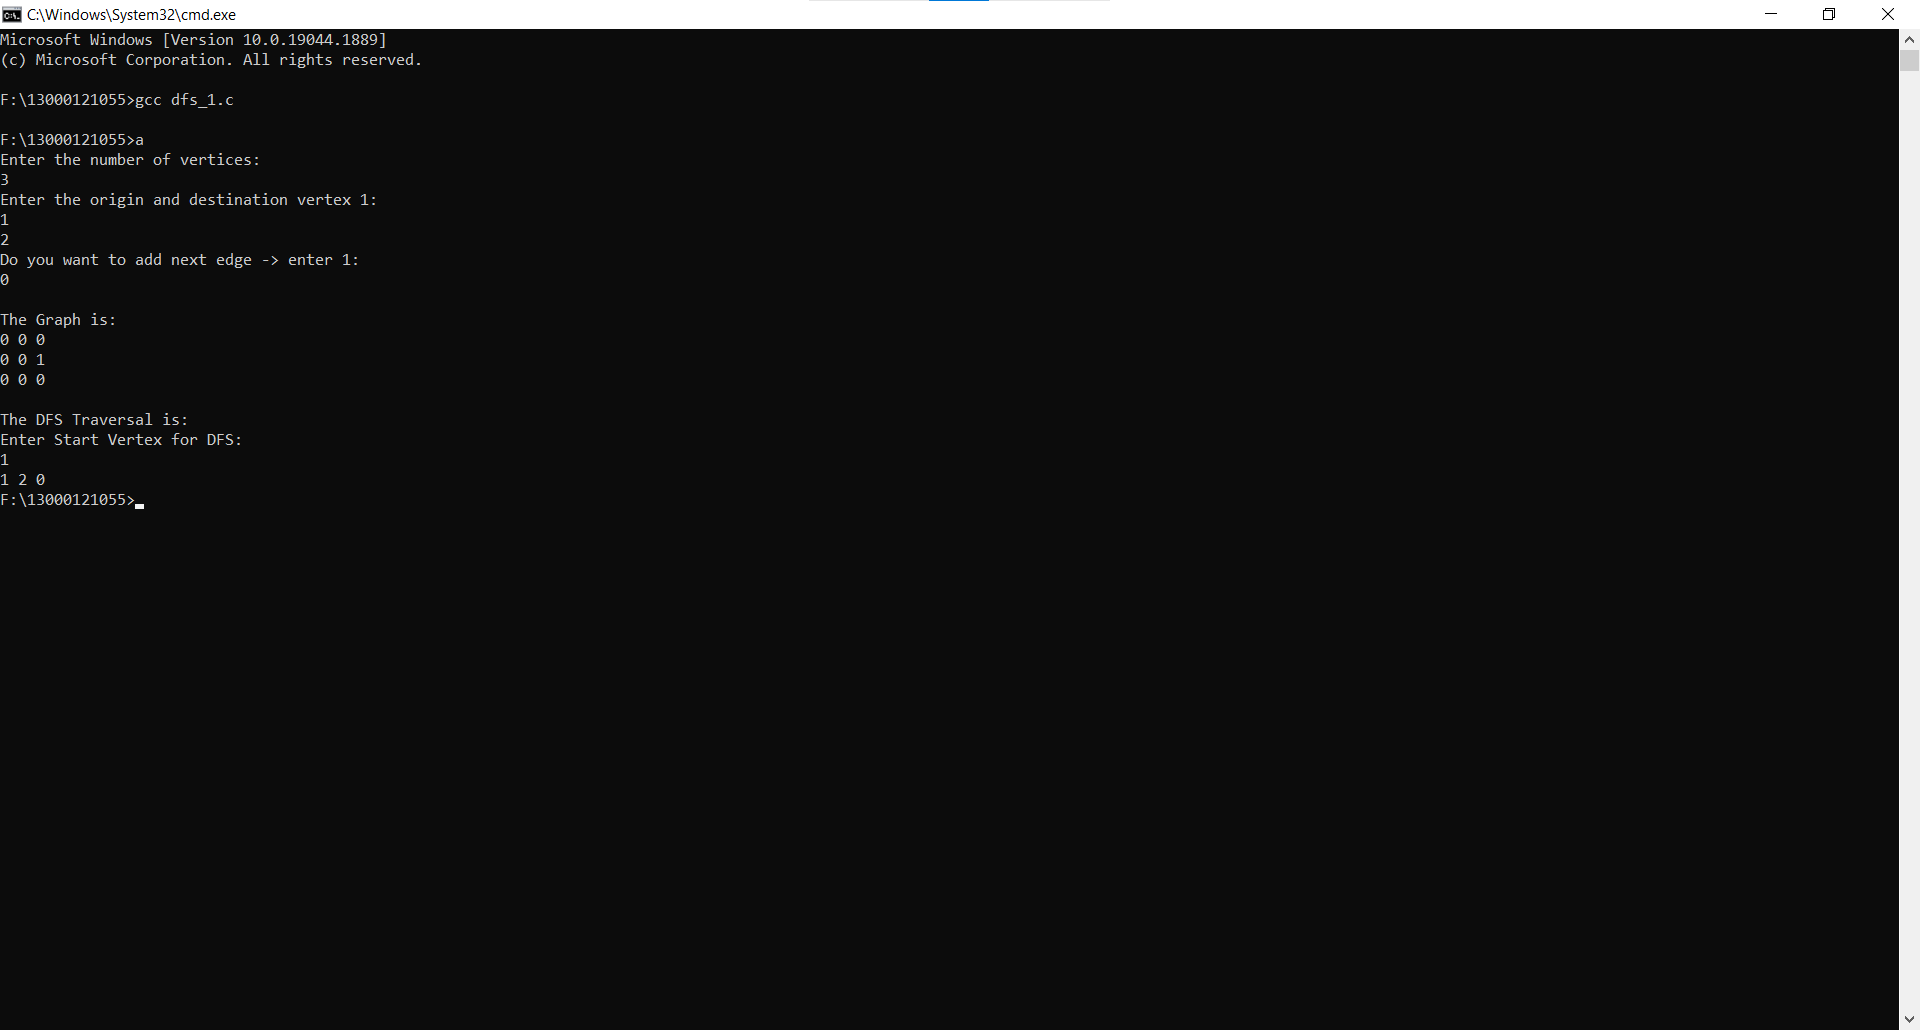 C:\Windows\System32\cmd.exe
Microsoft Windows [Version 10.0.19044.1889]
(c) Microsoft Corporation. All rights reserved.
F:\13000121055>gcc dfs_1.c
F:\13000121055>a
Enter the number of vertices:
3
Enter the origin and destination vertex 1:
1
2
Do you want to add next edge -> enter 1:
0
The Graph is:
0 0 0
0 0 1
0 0 0
The DFS Traversal is:
Enter Start Vertex for DFS:
1
1 2 0
F:\13000121055>